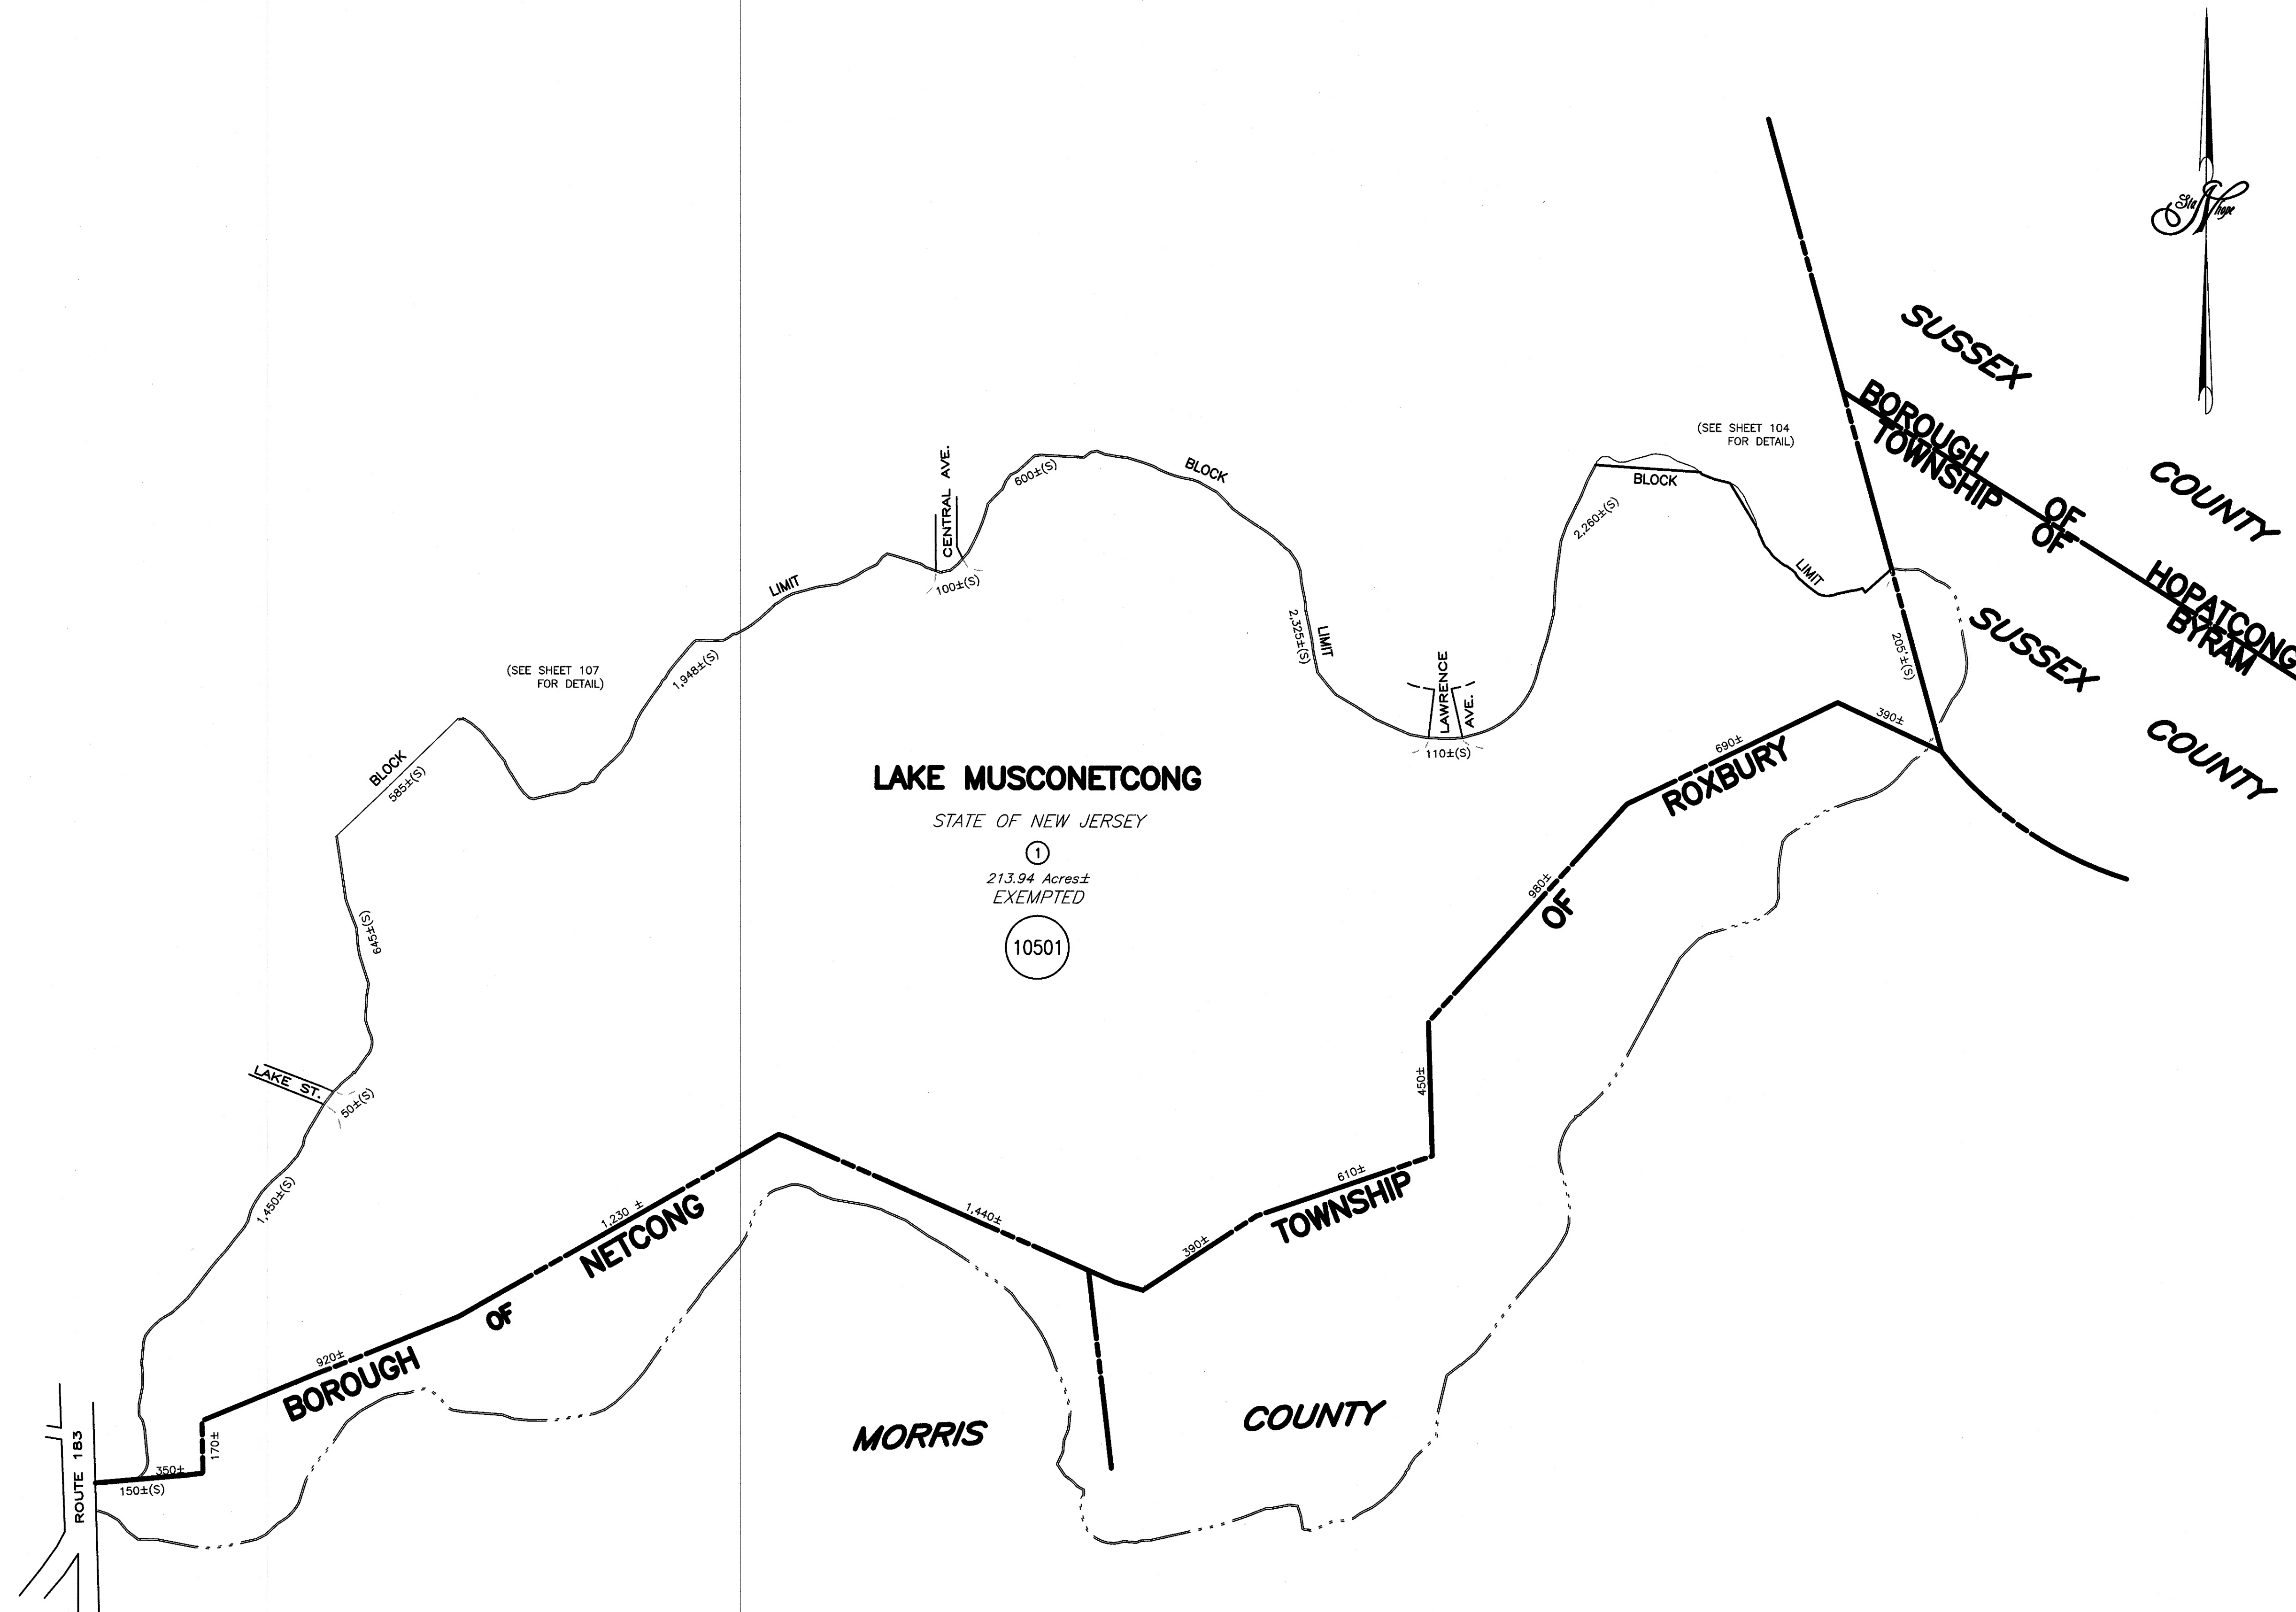 Sta N hope
SUSSEX
COUNTY
BOROUGH OF HOPATCONG
TOWNSHIP OF BYRAM
SUSSEX
COUNTY
(SEE SHEET 104
FOR DETAIL)
CENTRAL AVE.
600±(S)
BLOCK
100±(S)
LIMIT
2,325±(S)
LIMIT
BLOCK
2,260±(S)
LIMIT
205'±(S)
(SEE SHEET 107
FOR DETAIL)
1,948±(S)
LAWRENCE
AVE.
110±(S)
BLOCK
585±(S)
LAKE MUSCONETCONG
STATE OF NEW JERSEY
1
213.94 Acres±
EXEMPTED
10501
645±(S)
LAKE ST.
50±(S)
1,450±(S)
390±
690±
980±
450±
610±
390±
TOWNSHIP OF ROXBURY
1,440±
1,230 ±
920±
BOROUGH OF NETCONG
170±
350±
150±(S)
ROUTE 183
MORRIS COUNTY